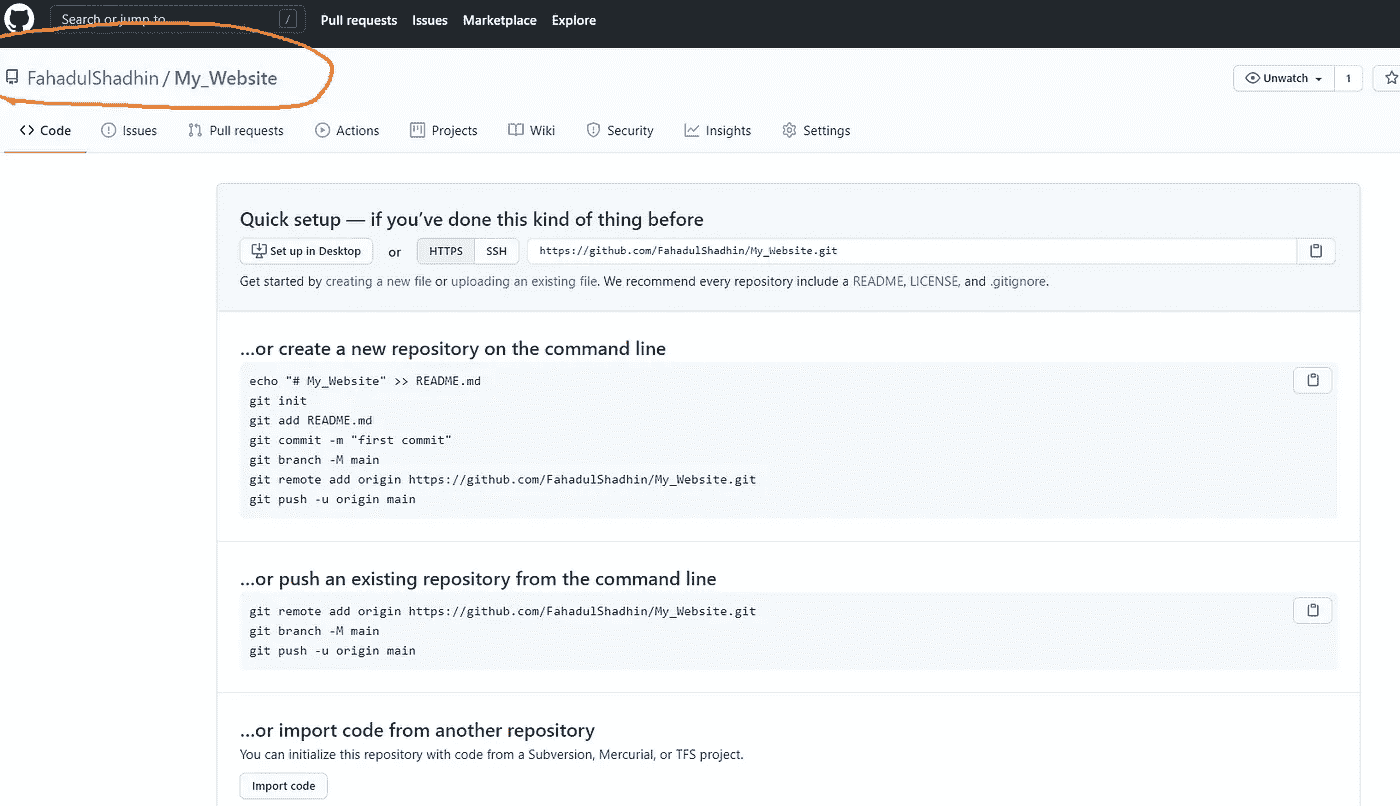 Search or jump to... /
Pull requests Issues Marketplace Explore
FahadulShadhin / My_Website
Unwatch 1
Code Issues Pull requests Actions Projects Wiki Security Insights Settings
Quick setup — if you’ve done this kind of thing before
Set up in Desktop or HTTPS SSH https://github.com/FahadulShadhin/My_Website.git
Get started by creating a new file or uploading an existing file. We recommend every repository include a README, LICENSE, and .gitignore.
…or create a new repository on the command line
echo "# My_Website" >> README.md
git init
git add README.md
git commit -m "first commit"
git branch -M main
git remote add origin https://github.com/FahadulShadhin/My_Website.git
git push -u origin main
…or push an existing repository from the command line
git remote add origin https://github.com/FahadulShadhin/My_Website.git
git branch -M main
git push -u origin main
…or import code from another repository
You can initialize this repository with code from a Subversion, Mercurial, or TFS project.
Import code